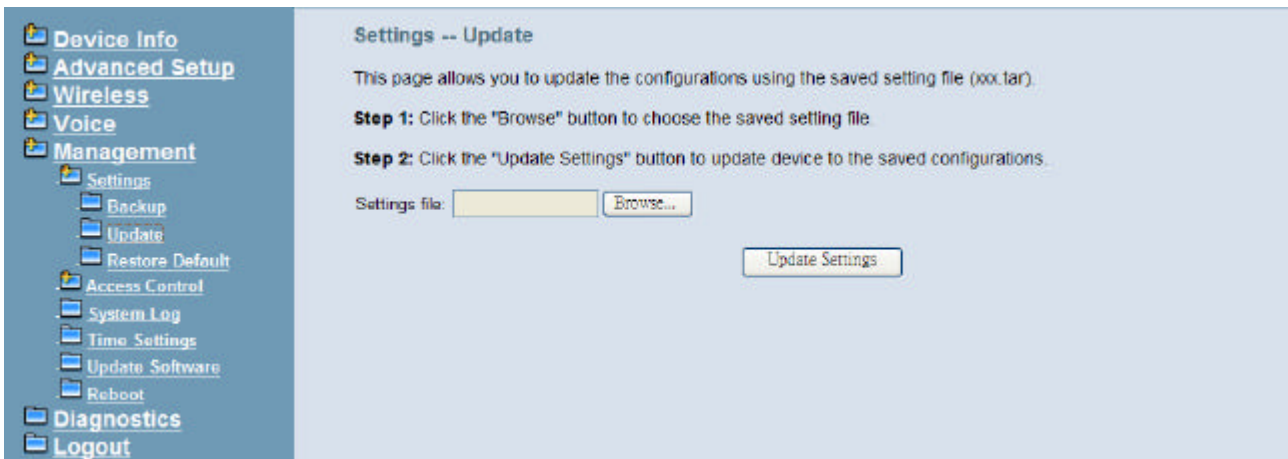 Device Info
Advanced Setup
Wireless
Voice
Management
Settings
Backup
Update
Restore Default
Access Control
System Log
Time Settings
Update Software
Reboot
Diagnostics
Logout
Settings -- Update
This page allows you to update the configurations using the saved setting file (xxx.tar).
Step 1: Click the "Browse" button to choose the saved setting file.
Step 2: Click the "Update Settings" button to update device to the saved configurations.
Settings file: Browse...
Update Settings